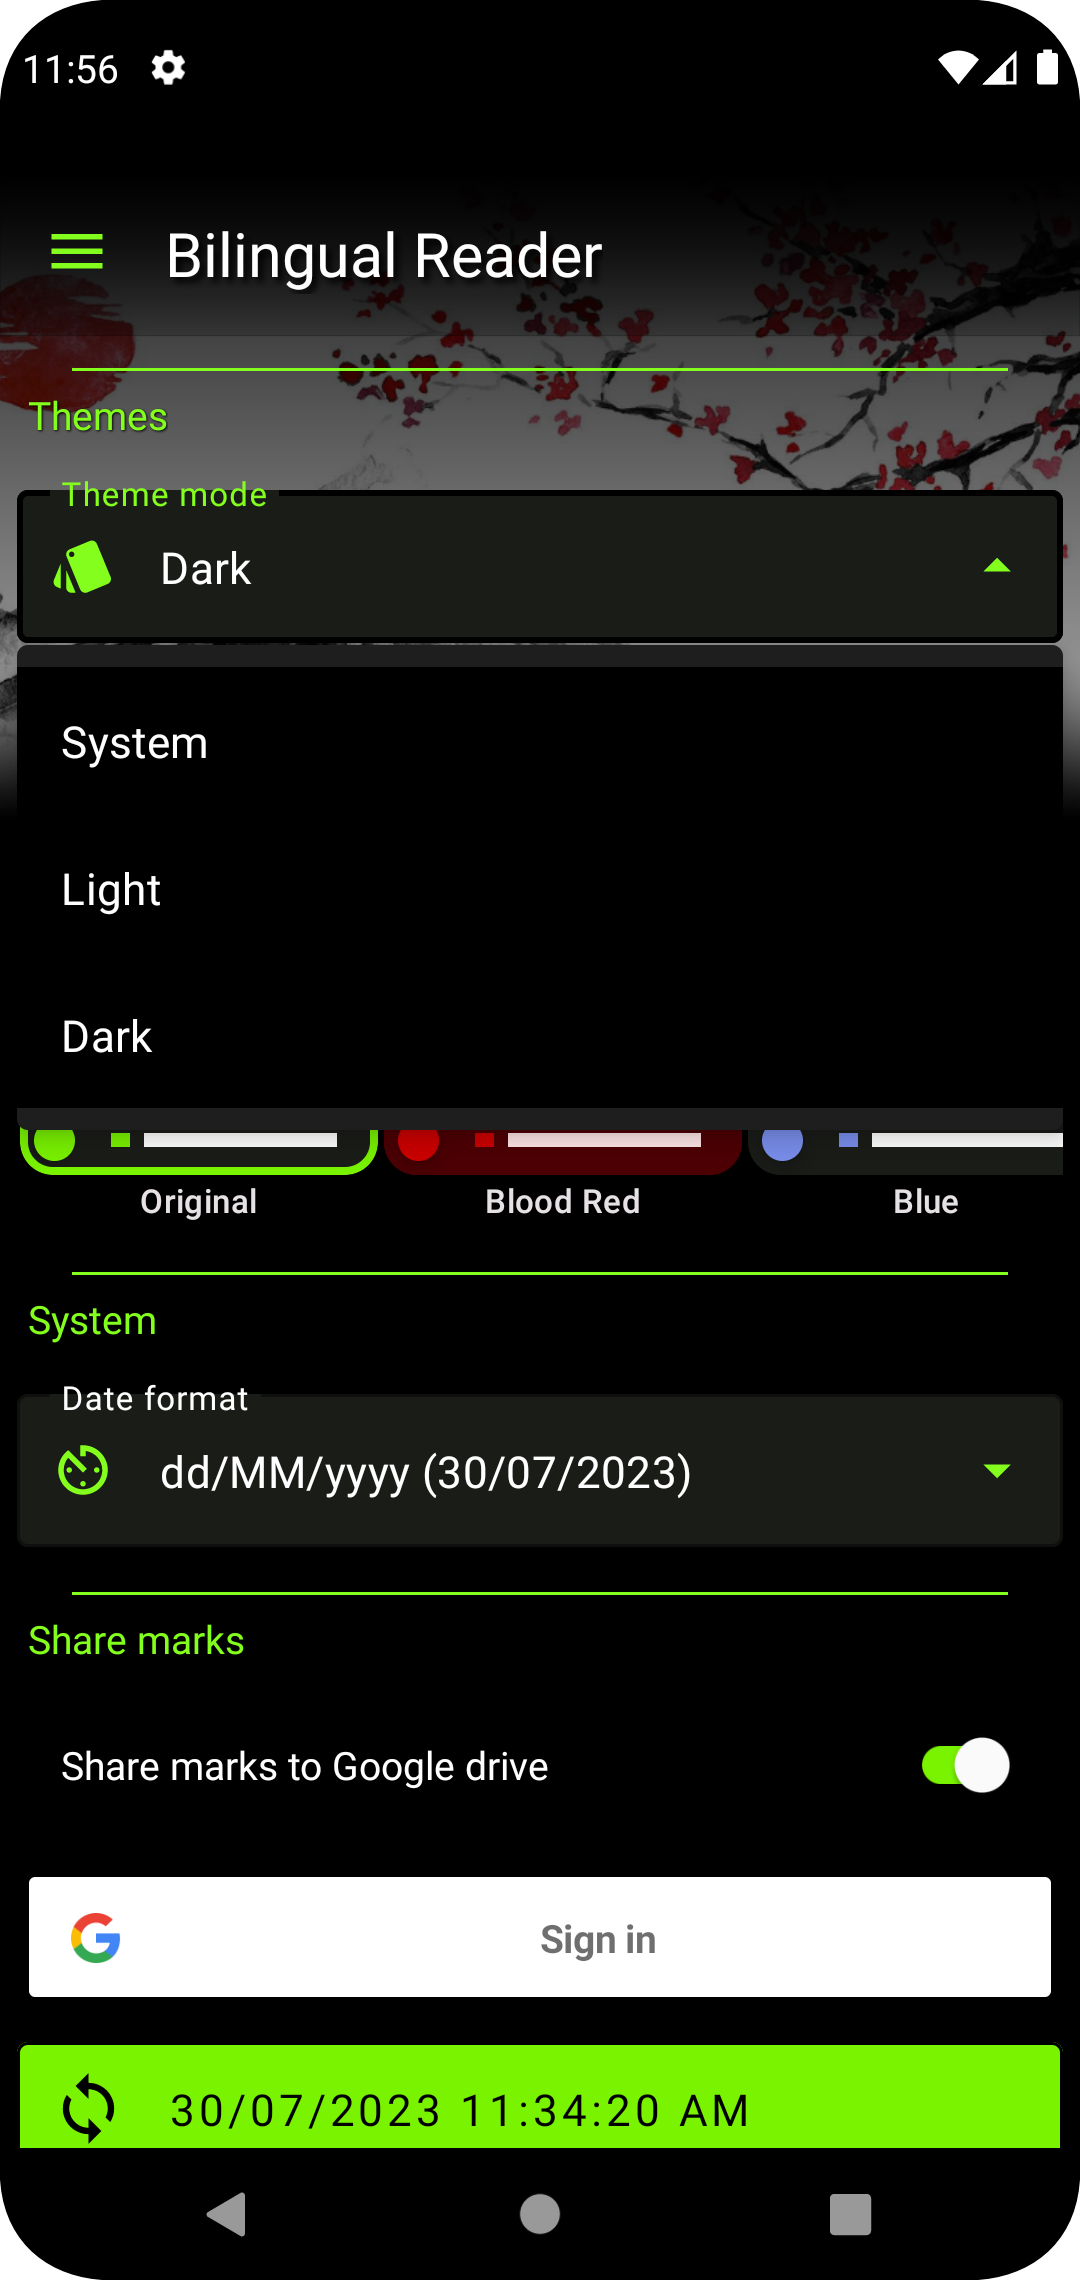 11:56
Bilingual Reader
Themes
Theme mode
Dark
System
Light
Dark
Original
Blood Red
Blue
System
Date format
dd/MM/yyyy (30/07/2023)
Share marks
Share marks to Google drive
Sign in
30/07/2023 11:34:20 AM